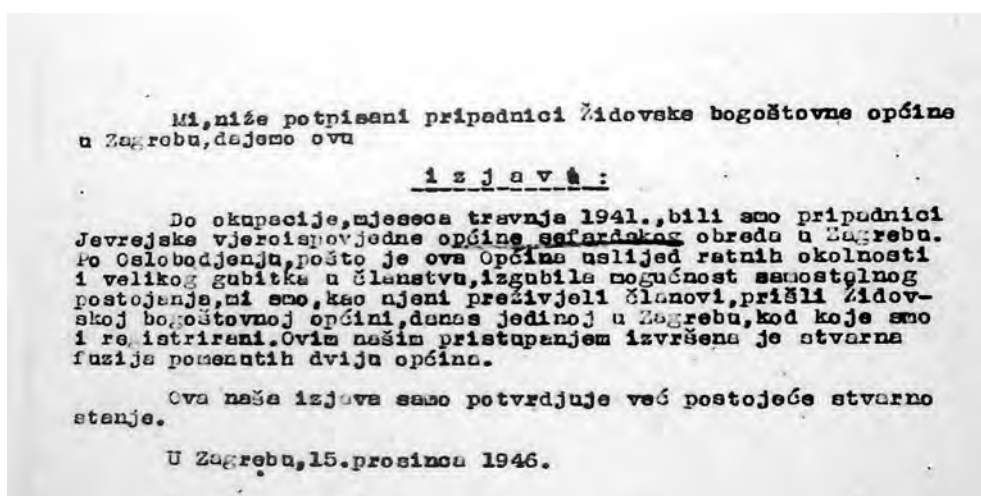 Mi,niže potpisani pripadnici Židovske bogoštovne općine
u Zagrebu,dajemo ovu
i z j a v u :
Do okupacije,mjeseca travnja 1941.,bili smo pripadnici
Jevrejske vjeroispovjedne općine sefardskog obreda u Zagrebu.
Po Oslobodjenju,pošto je ova Općina uslijed ratnih okolnosti
i velikog gubitka u članstvu,izgubila mogućnost samostalnog
postojanja,mi smo,kao njeni preživjeli članovi,prišli Židov-
skoj bogoštovnoj općini,danas jedinoj u Zagrebu,kod koje smo
i registrirani.Ovim našim pristupanjem izvršena je stvarna
fuzija pomenutih dviju općina.
Ova naša izjava samo potvrdjuje već postojeće stvarno
stanje.
U Zagrebu,15.prosinca 1946.